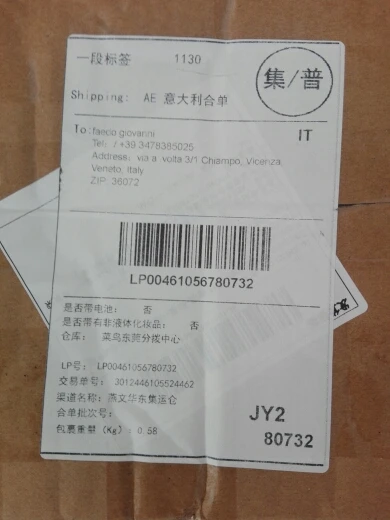 一段标签 1130
集/普
Shipping: AE 意大利合单
To: faedo giovanni
IT
Tel: / +39 3478385025
Address: via a volta 3/1 Chiampo, Vicenza,
Veneto, Italy
ZIP: 36072
LP00461056780732
是否带电池: 否
是否带有非液体化妆品: 否
仓库: 菜鸟东莞分拨中心
LP号: LP00461056780732
交易单号: 3012446105524462
渠道名称: 燕文华东集运仓
合单批次号:
包裹重量(Kg): 0.58
JY2
80732